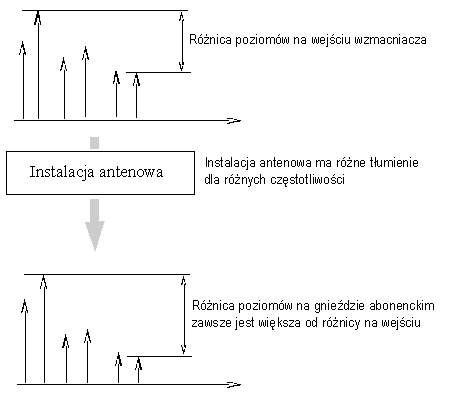 Różnica poziomów na wejściu wzmacniacza
Instalacja antenowa
Instalacja antenowa ma różne tłumienie
dla różnych częstotliwości
Różnica poziomów na gnieździe abonenckim
zawsze jest większa od różnicy na wejściu